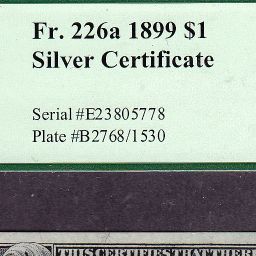 Fr. 226a 1899 $1
Silver Certificate
Serial #E23805778
Plate #B2768/1530
THIS CERTIFIES THAT THERE